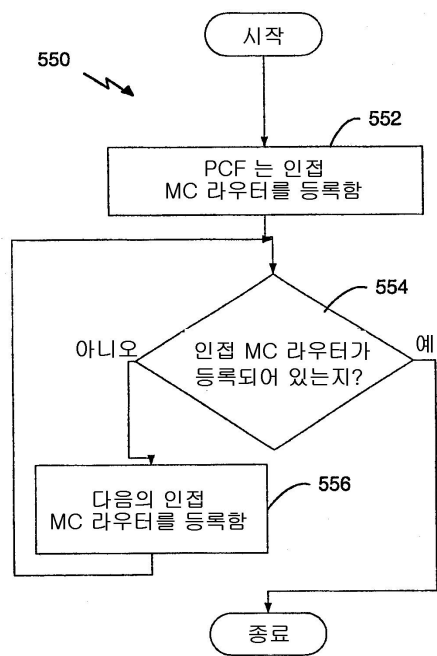 시작
550
552
PCF 는 인접
MC 라우터를 등록함
554
아니오
예
인접 MC 라우터가
등록되어 있는지?
556
다음의 인접
MC 라우터를 등록함
종료